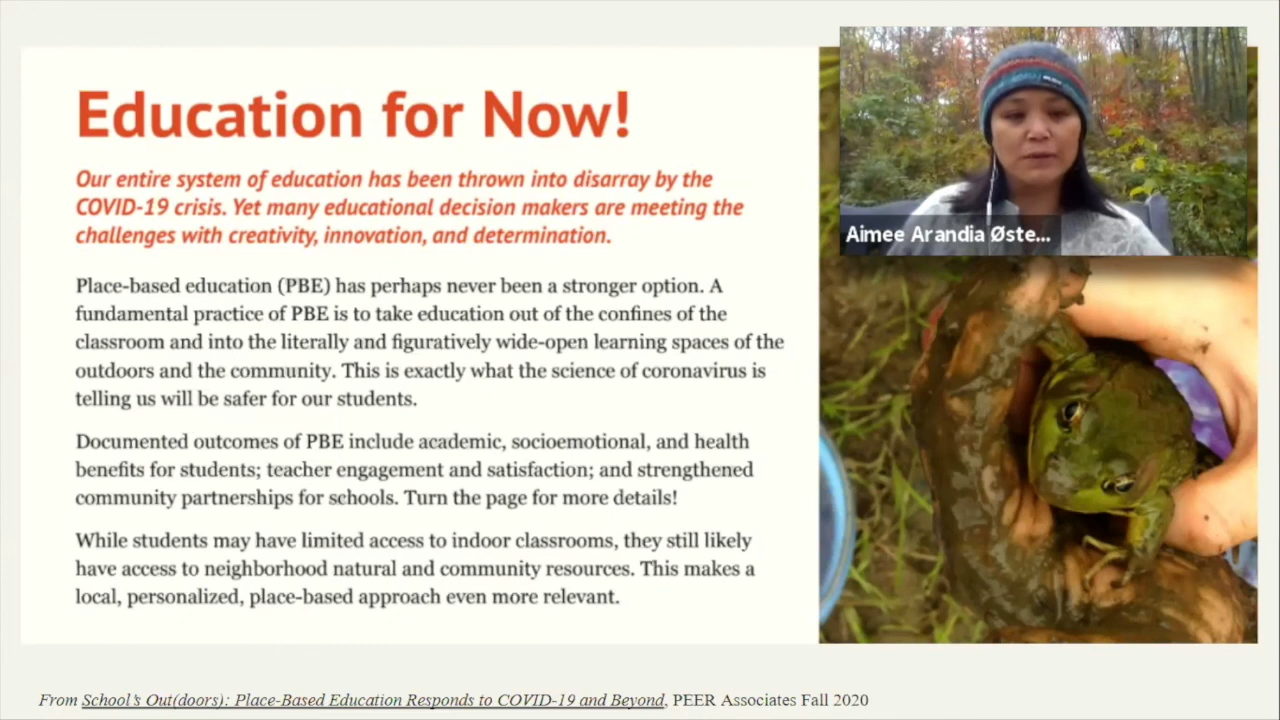 Education for Now!
Our entire system of education has been thrown into disarray by the
COVID-19 crisis. Yet many educational decision makers are meeting the
challenges with creativity, innovation, and determination.
Place-based education (PBE) has perhaps never been a stronger option. A
fundamental practice of PBE is to take education out of the confines of the
classroom and into the literally and figuratively wide-open learning spaces of the
outdoors and the community. This is exactly what the science of coronavirus is
telling us will be safer for our students.
Documented outcomes of PBE include academic, socioemotional, and health
benefits for students; teacher engagement and satisfaction; and strengthened
community partnerships for schools. Turn the page for more details!
While students may have limited access to indoor classrooms, they still likely
have access to neighborhood natural and community resources. This makes a
local, personalized, place-based approach even more relevant.
Aimee Arandia Øste...
From School's Out(doors): Place-Based Education Responds to COVID-19 and Beyond, PEER Associates Fall 2020